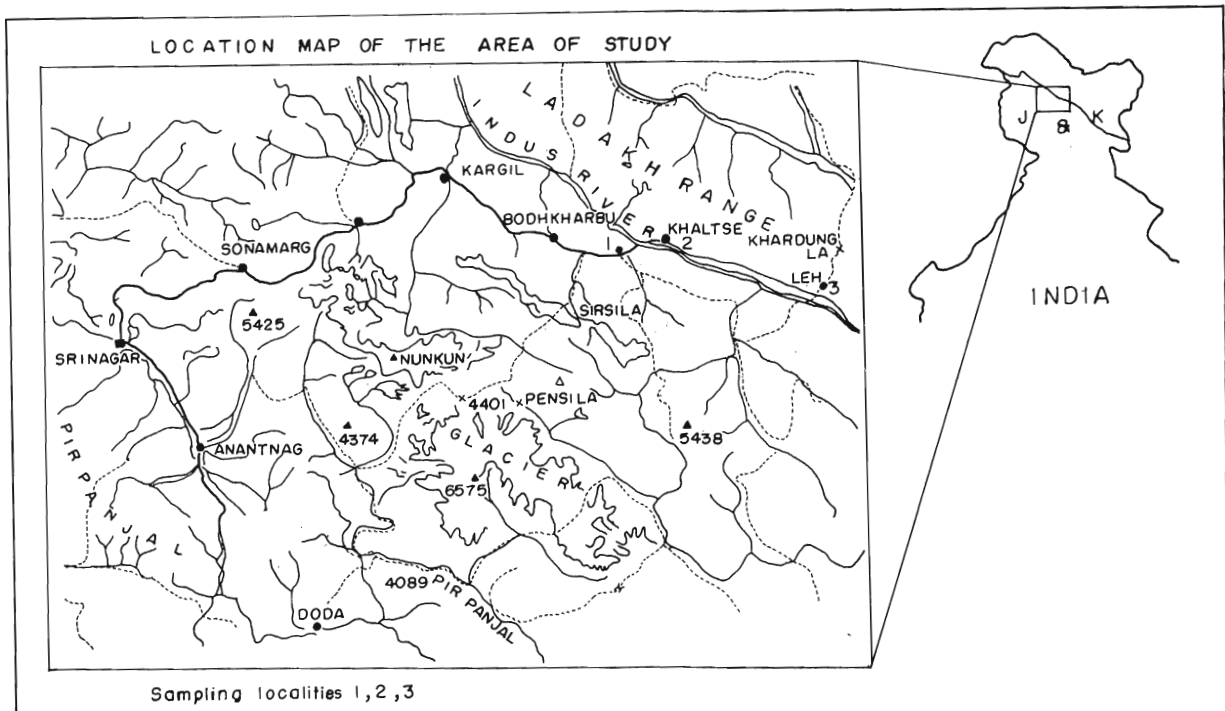 LOCATION MAP OF THE AREA OF STUDY
J & K
INDIA
LADAKH RANGE
INDUS RIVER
KARGIL
BODHKHARBU
1
KHALTSE
2
KHARDUNG
LA
SONAMARG
LEH 3
SIRSILA
5425
SRINAGAR
NUNKUN
4401
PENSILA
4374
5438
GLACIER
ANANTNAG
6575
PIR PANJAL
4089
PIR PANJAL
DODA
Sampling localities 1,2,3